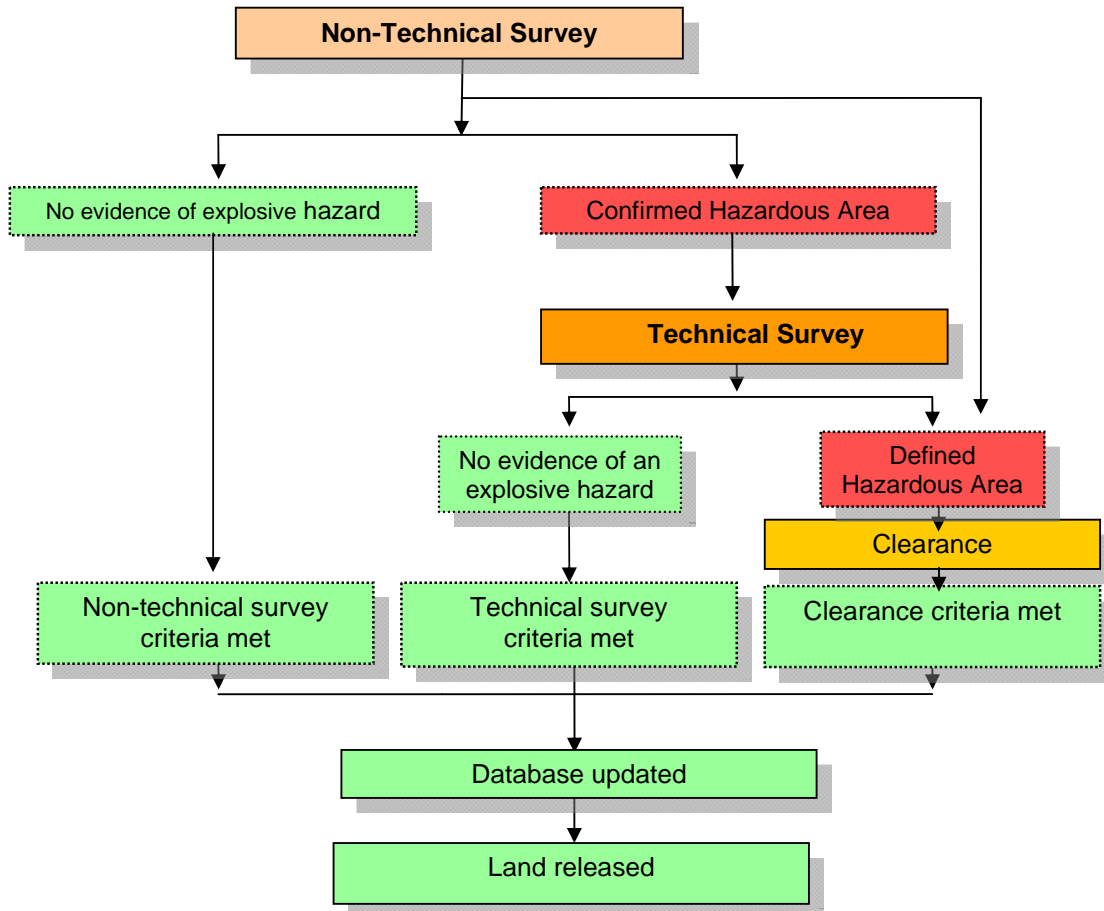 Non-Technical Survey
No evidence of explosive hazard
Confirmed Hazardous Area
Technical Survey
No evidence of an
explosive hazard
Defined
Hazardous Area
Clearance
Non-technical survey
criteria met
Technical survey
criteria met
Clearance criteria met
Database updated
Land released